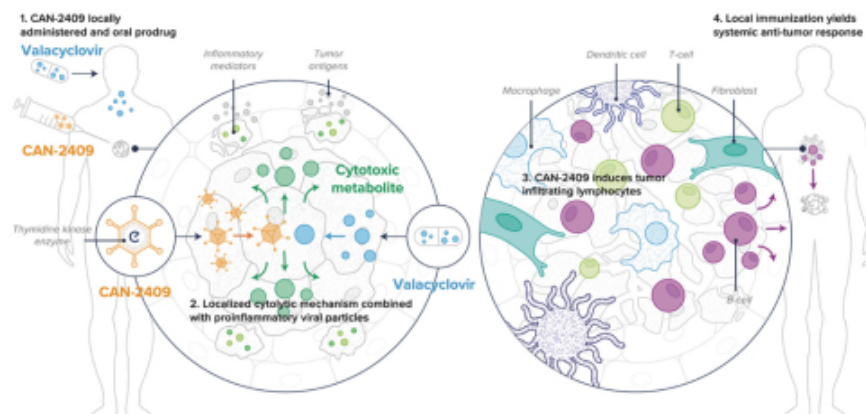 1. CAN-2409 locally
administered and oral prodrug
Valacyclovir
CAN-2409
Thymidine kinase
enzyme
CAN-2409
Inflammatory
mediators
Tumor
antigens
Cytotoxic
metabolite
Valacyclovir
2. Localized cytolytic mechanism combined
with proinflammatory viral particles
Macrophage
Dendritic cell
T-cell
Fibroblast
3. CAN-2409 induces tumor
infiltrating lymphocytes
B-cell
4. Local immunization yields
systemic anti-tumor response